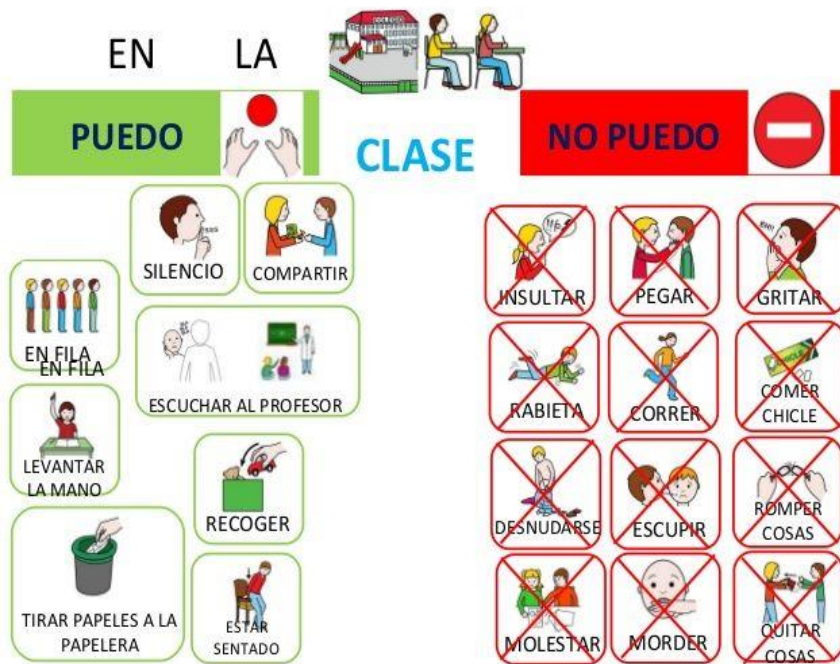 EN LA
COLEGIO
PUEDO
CLASE
NO PUEDO
SILENCIO
COMPARTIR
EN FILA
EN FILA
ESCUCHAR AL PROFESOR
LEVANTAR
LA MANO
RECOGER
TIRAR PAPELES A LA
PAPELERA
ESTAR
SENTADO
INSULTAR
PEGAR
GRITAR
RABIETA
CORRER
CHICLE
COMER
CHICLE
DESNUDARSE
ESCUPIR
ROMPER
COSAS
MOLESTAR
MORDER
QUITAR
COSAS